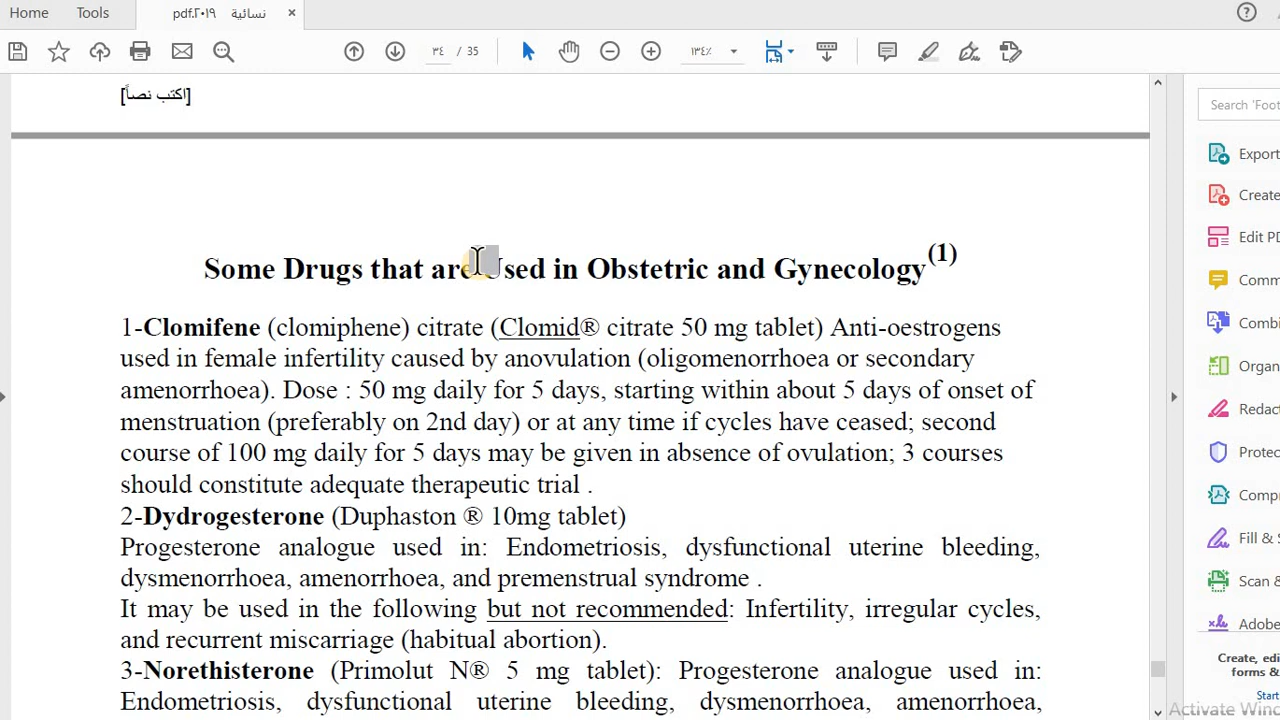 Home Tools نسائية ٢٠١٩.pdf ×
٣٤ / 35 ١٣٤٪
[اكتب نصاً]
Some Drugs that are Used in Obstetric and Gynecology(1)
1-Clomifene (clomiphene) citrate (Clomid® citrate 50 mg tablet) Anti-oestrogens
used in female infertility caused by anovulation (oligomenorrhoea or secondary
amenorrhoea). Dose : 50 mg daily for 5 days, starting within about 5 days of onset of
menstruation (preferably on 2nd day) or at any time if cycles have ceased; second
course of 100 mg daily for 5 days may be given in absence of ovulation; 3 courses
should constitute adequate therapeutic trial .
2-Dydrogesterone (Duphaston ® 10mg tablet)
Progesterone analogue used in: Endometriosis, dysfunctional uterine bleeding,
dysmenorrhoea, amenorrhoea, and premenstrual syndrome .
It may be used in the following but not recommended: Infertility, irregular cycles,
and recurrent miscarriage (habitual abortion).
3-Norethisterone (Primolut N® 5 mg tablet): Progesterone analogue used in:
Endometriosis, dysfunctional uterine bleeding, dysmenorrhoea, amenorrhoea,
Search 'Foot
Export
Create
Edit PD
Comm
Combi
Organ
Redac
Protec
Compr
Fill & S
Scan &
Adobe
Create, edi
forms &
Start
Activate Winc